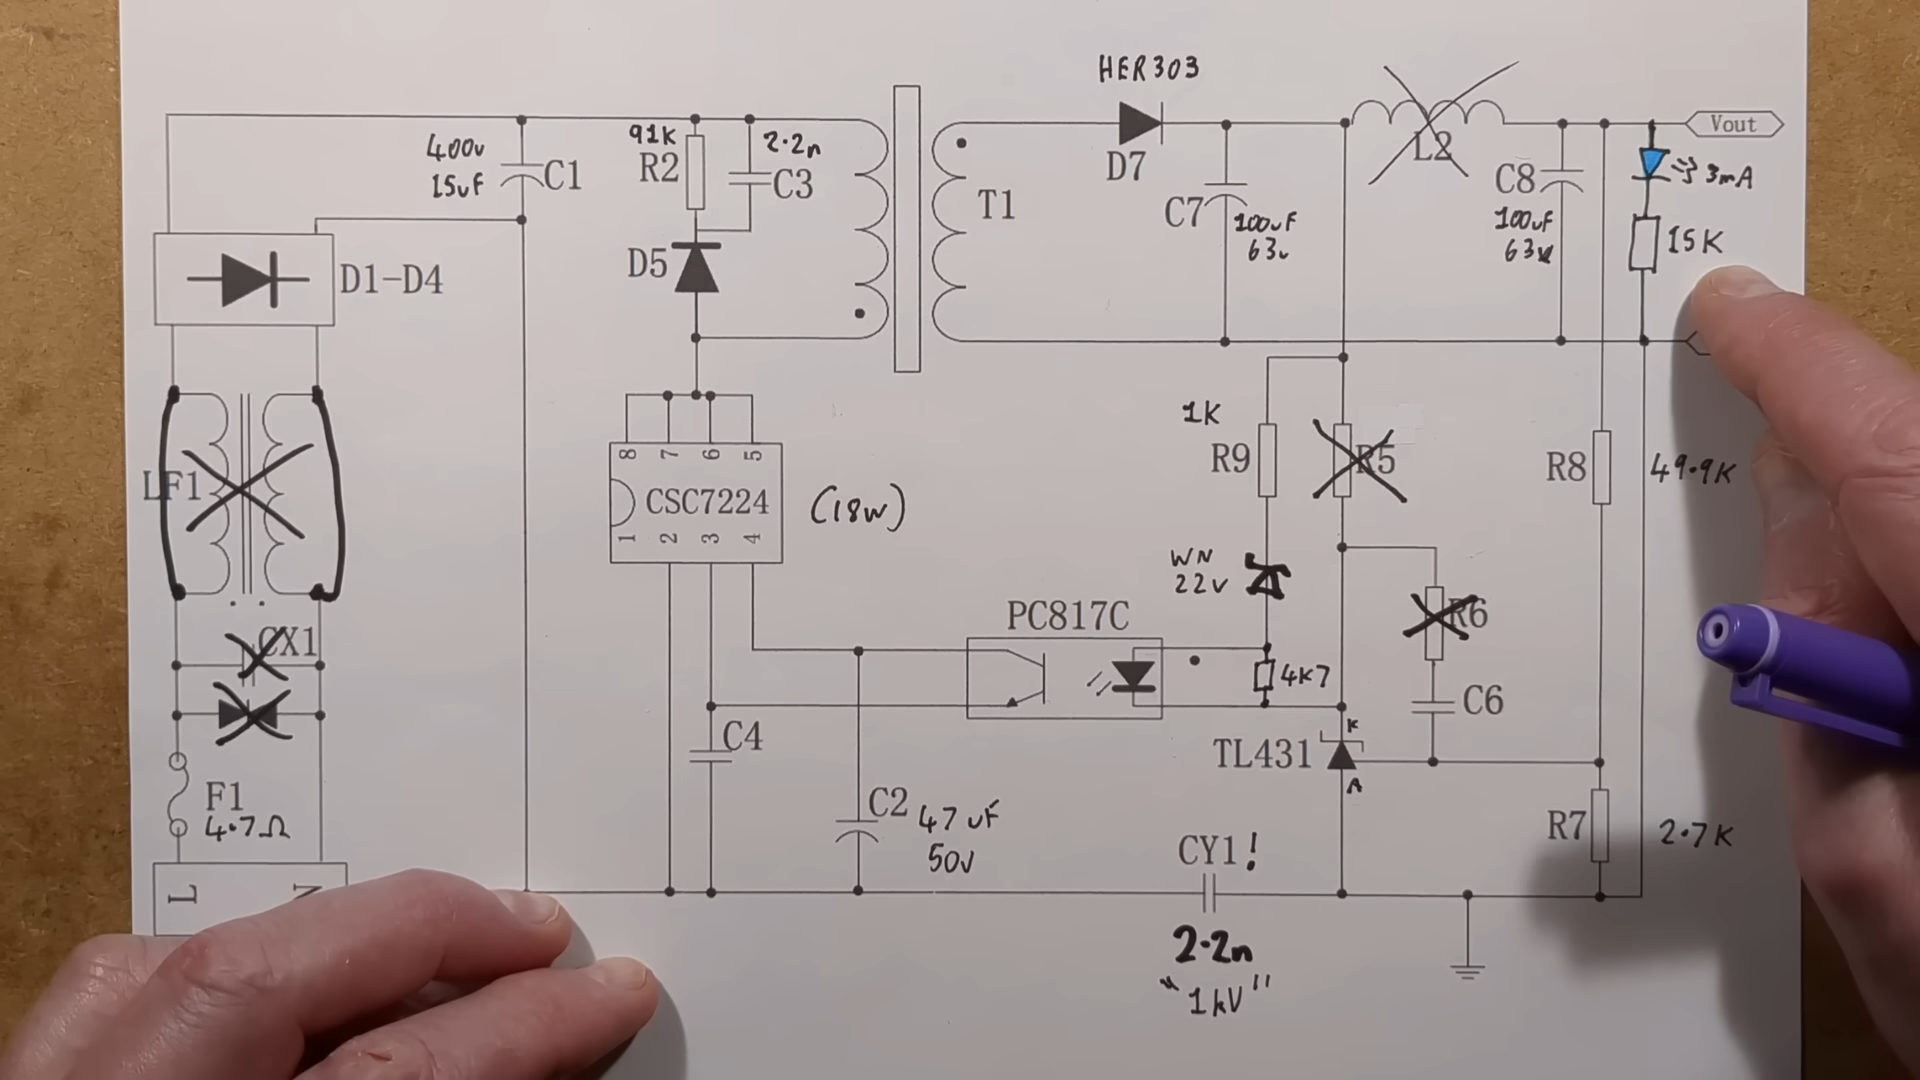 HER303
Vout
D7
L2
91K
R2
2.2n
C3
400v
15uF
C1
T1
C7
100uF
63v
C8
100uF
63v
3mA
15K
D5
D1-D4
1K
R9
R5
R8
49.9K
8 7 6 5
CSC7224
1 2 3 4
(18W)
LF1
WN
22v
PC817C
R6
4K7
C6
CX1
C4
K
TL431
A
F1
4.7Ω
C2
47uF
50v
CY1!
R7
2.7K
L N
2.2n
"1kV"